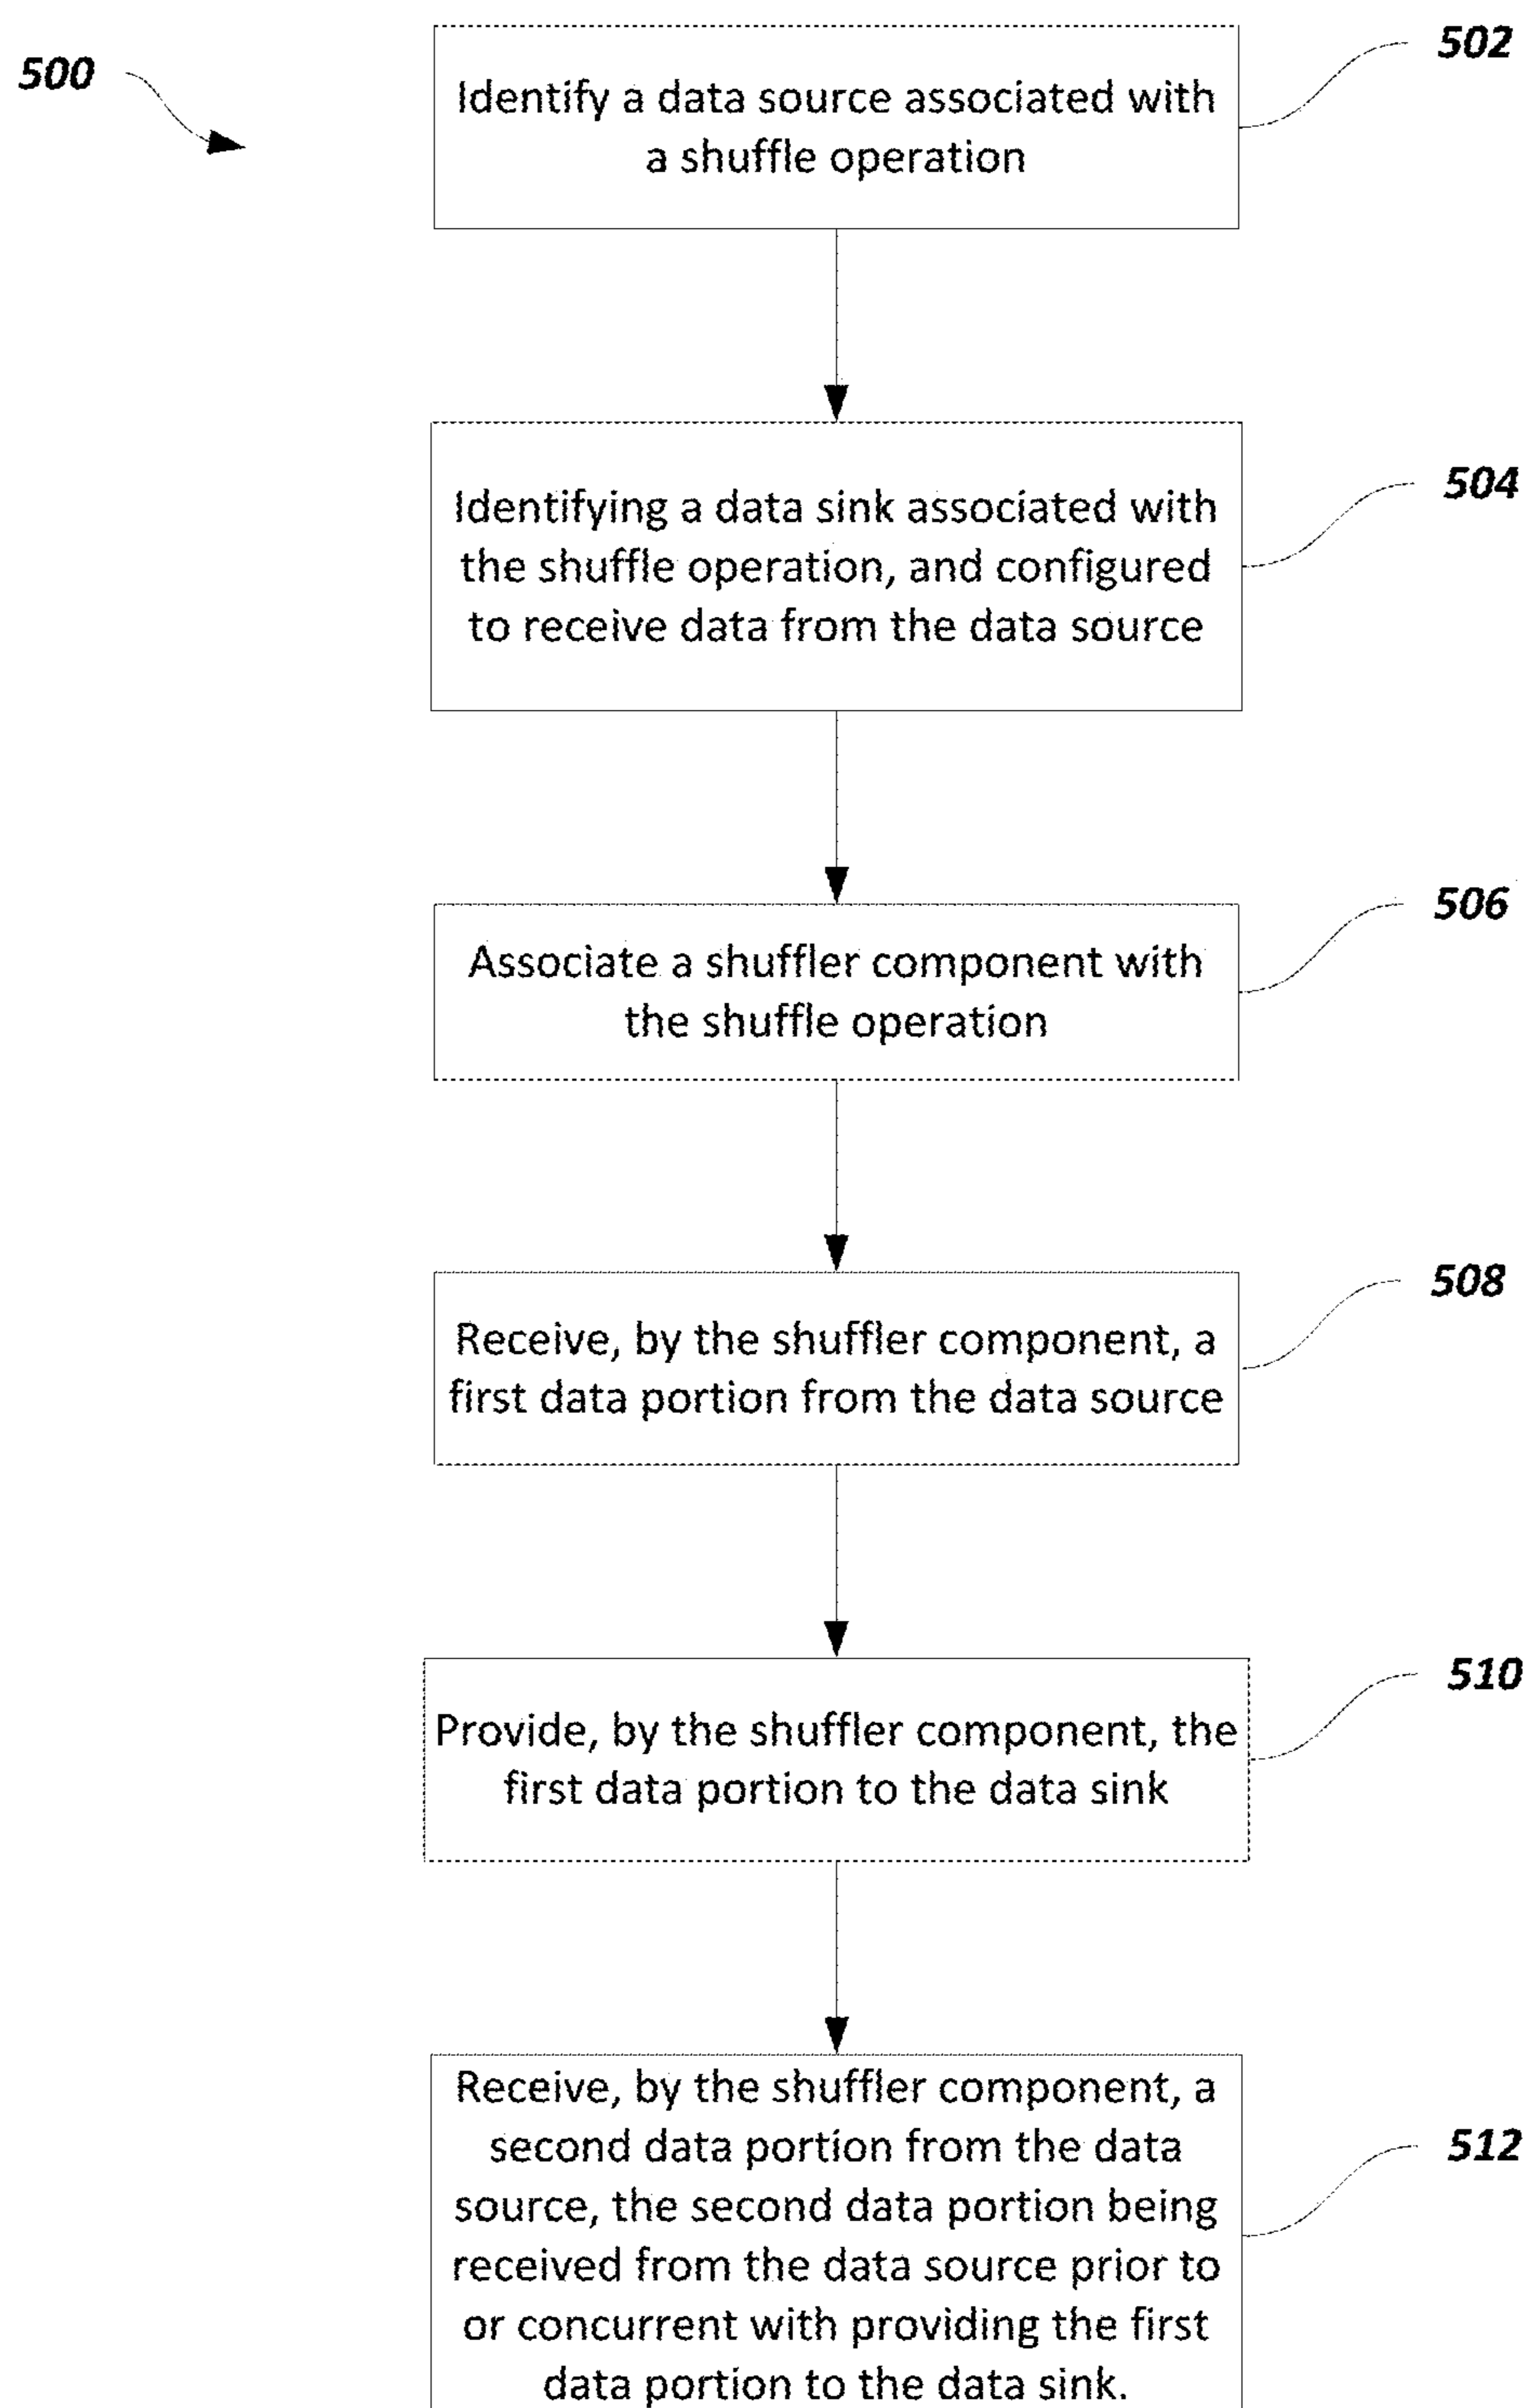 500
502
Identify a data source associated with
a shuffle operation
504
Identifying a data sink associated with
the shuffle operation, and configured
to receive data from the data source
506
Associate a shuffler component with
the shuffle operation
508
Receive, by the shuffler component, a
first data portion from the data source
510
Provide, by the shuffler component, the
first data portion to the data sink
512
Receive, by the shuffler component, a
second data portion from the data
source, the second data portion being
received from the data source prior to
or concurrent with providing the first
data portion to the data sink.